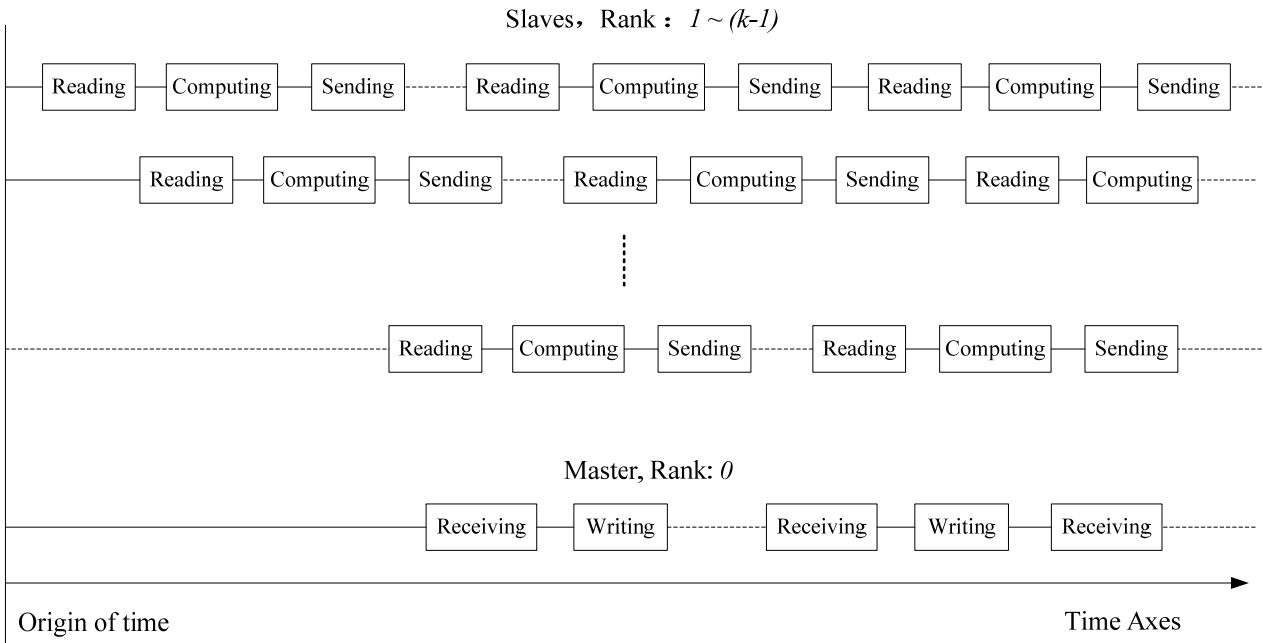 Slaves，Rank： 1 ~ (k-1)
Reading Computing Sending Reading Computing Sending Reading Computing Sending
Reading Computing Sending Reading Computing Sending Reading Computing
Reading Computing Sending Reading Computing Sending
Master, Rank: 0
Receiving Writing Receiving Writing Receiving
Origin of time Time Axes